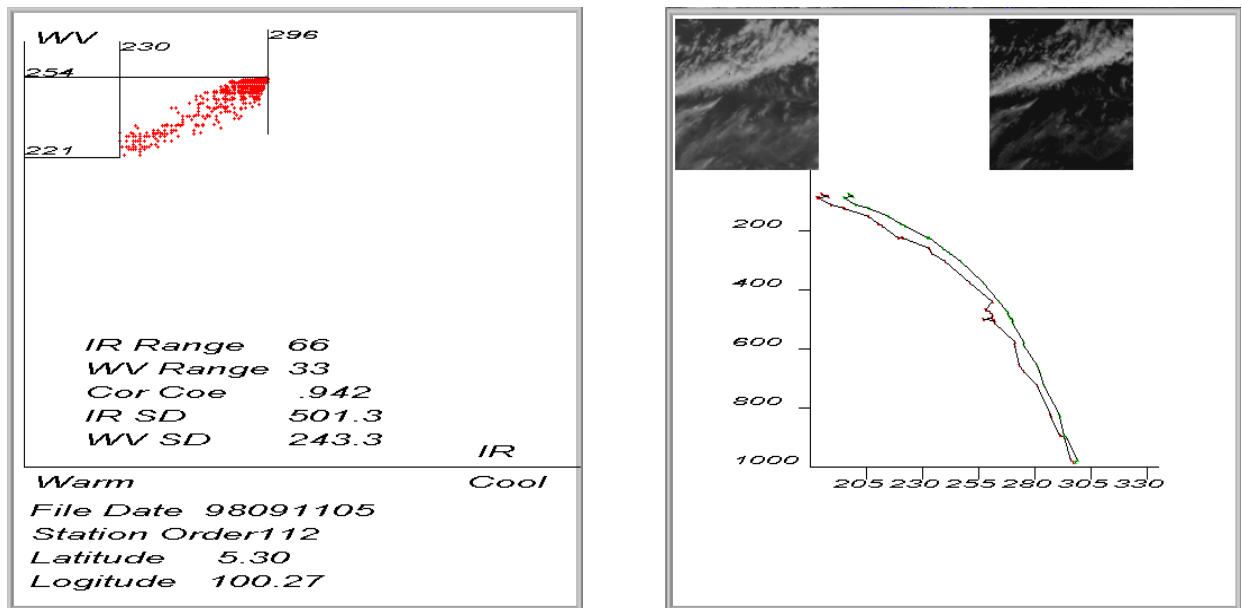 WV
230
296
254
221
IR Range 66
WV Range 33
Cor Coe .942
IR SD 501.3
WV SD 243.3
IR
Warm Cool
File Date 98091105
Station Order112
Latitude 5.30
Logitude 100.27
200
400
600
800
1000
205 230 255 280 305 330